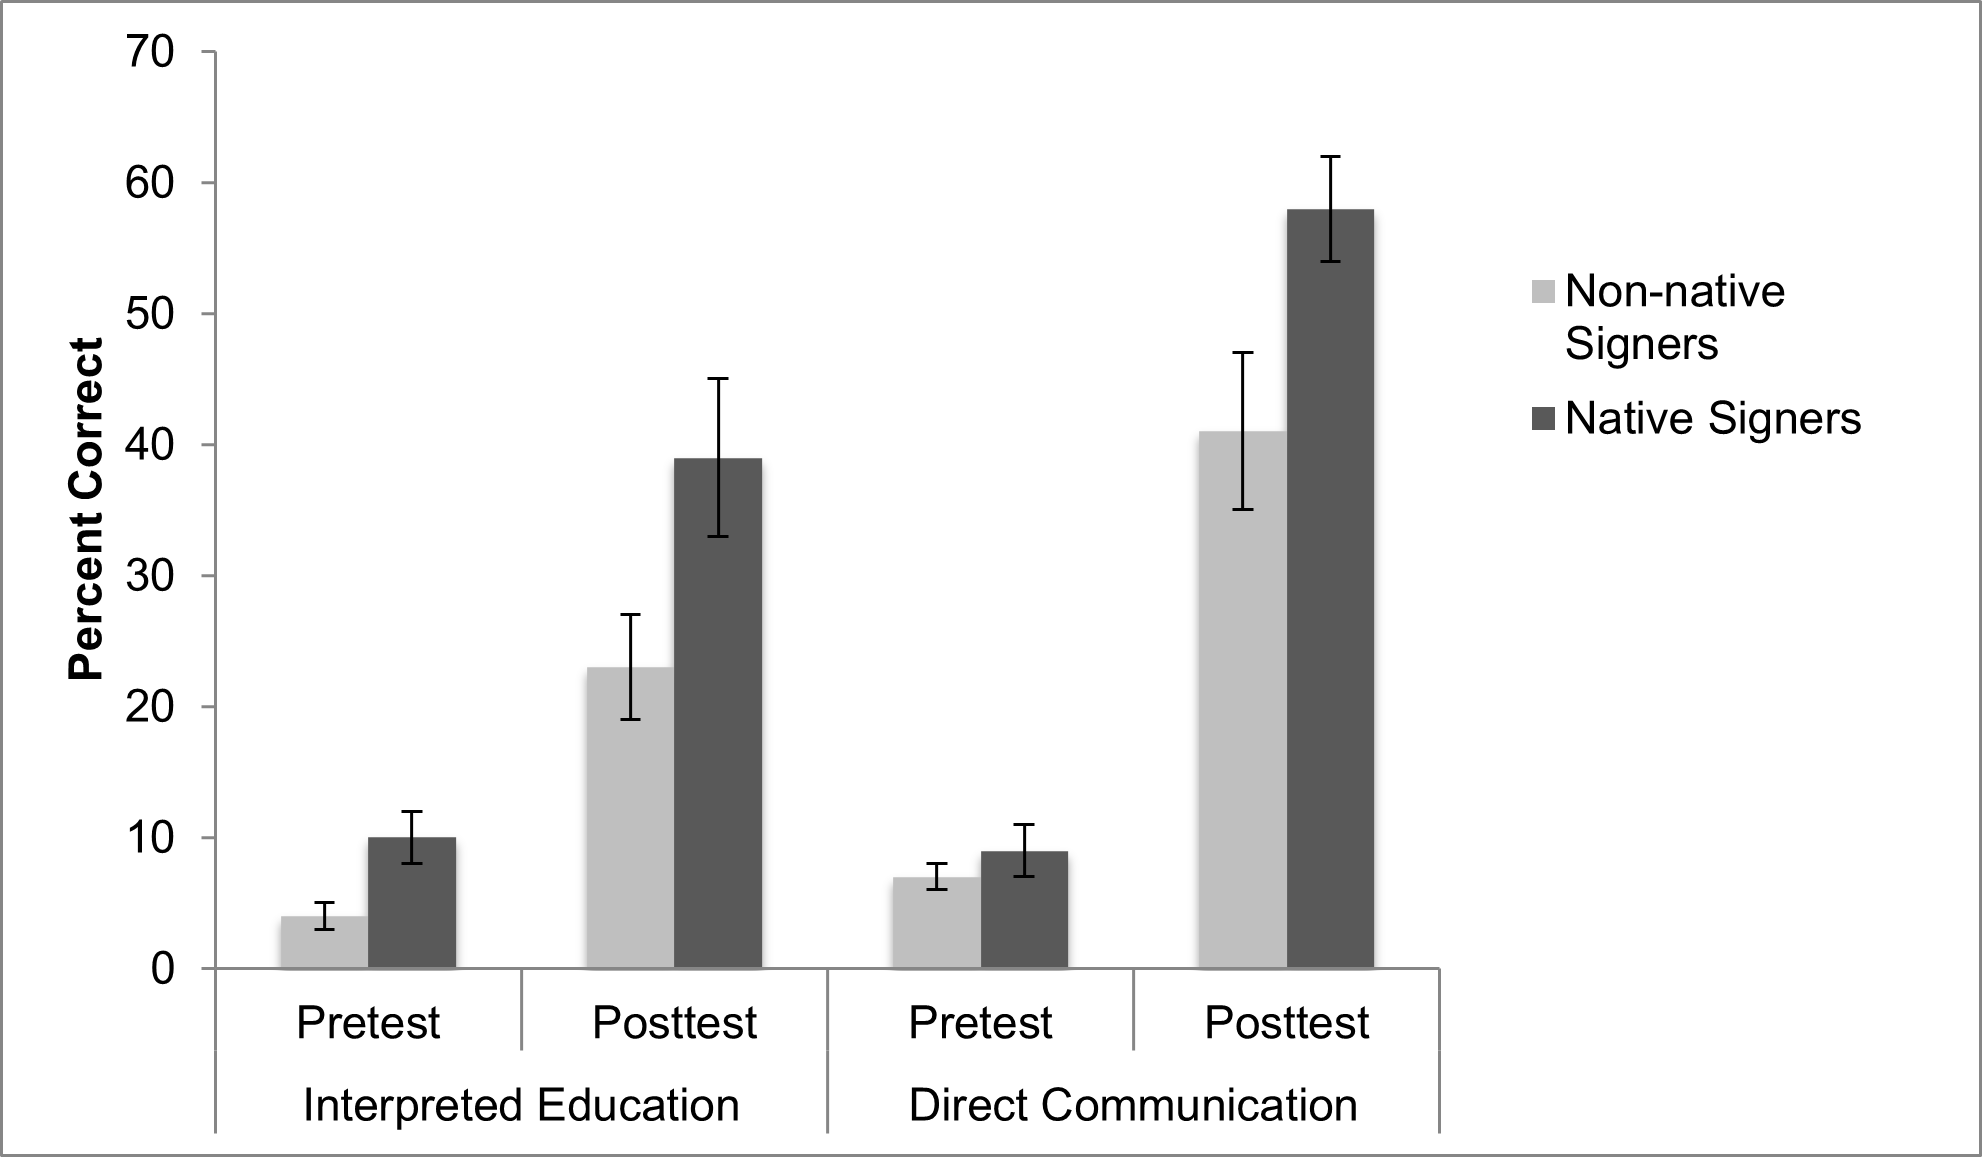 70
60
50
40
30
20
10
0
Percent Correct
Non-native
Signers
Native Signers
Pretest
Posttest
Pretest
Posttest
Interpreted Education
Direct Communication